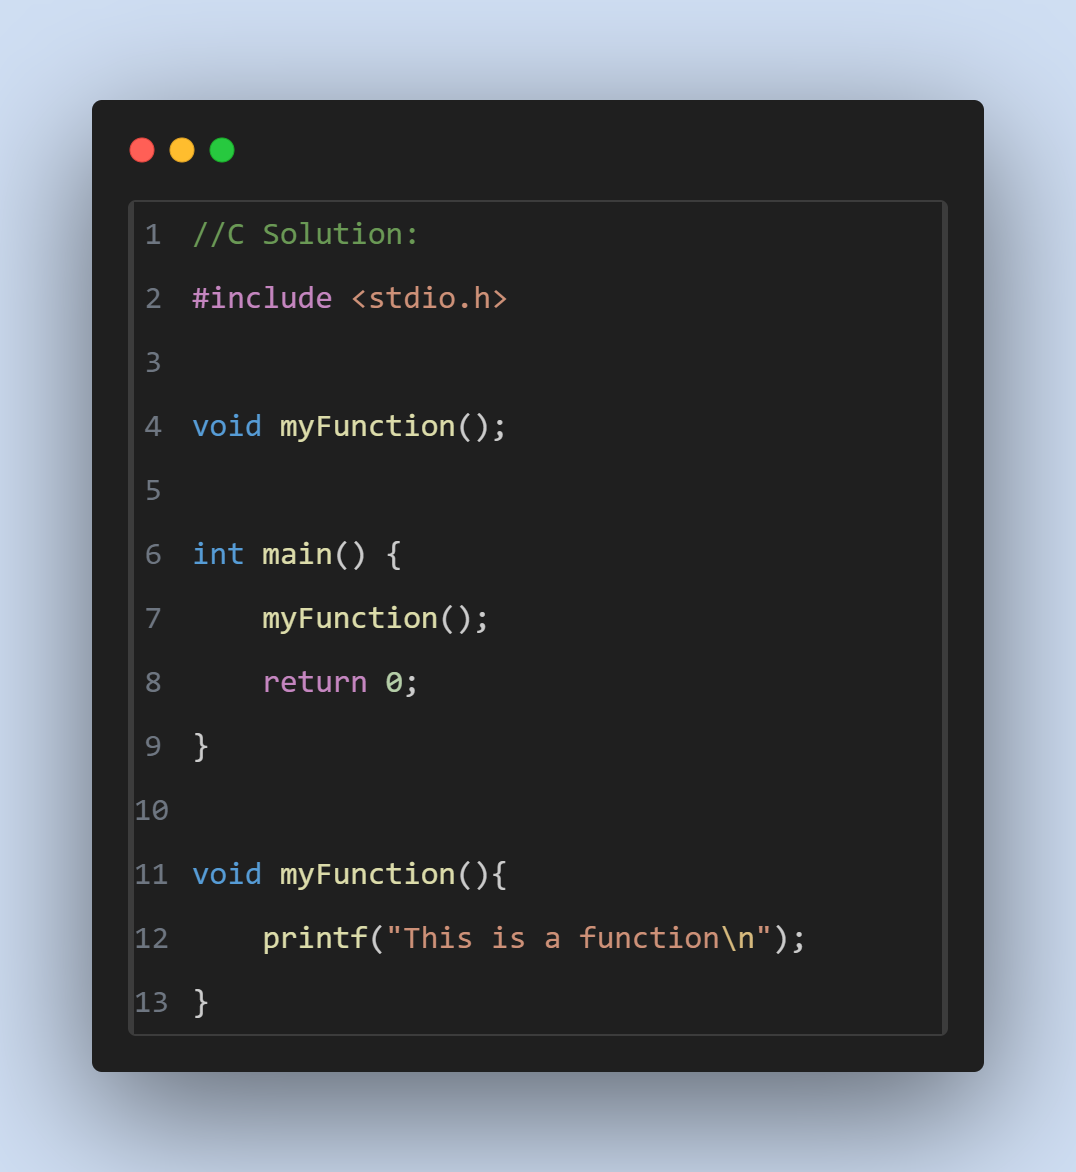 1 //C Solution:
2 #include <stdio.h>
3
4 void myFunction();
5
6 int main() {
7     myFunction();
8     return 0;
9 }
10
11 void myFunction(){
12     printf("This is a function\n");
13 }